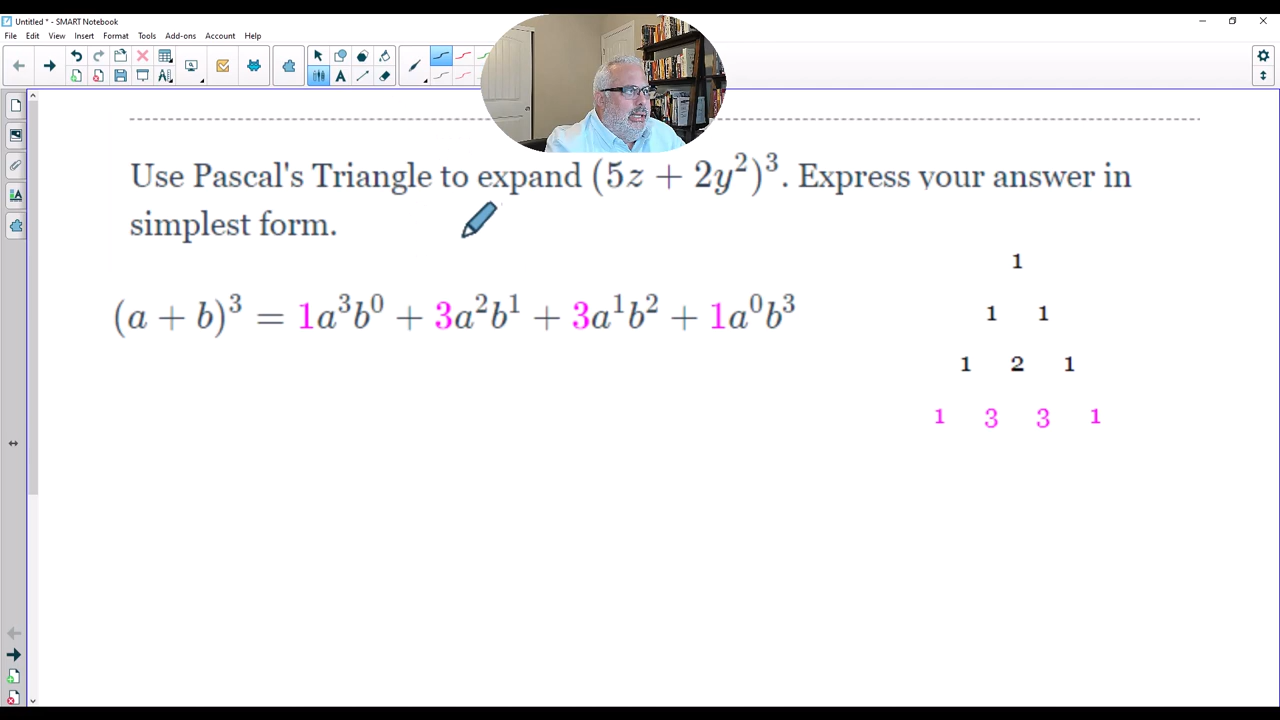 Untitled * - SMART Notebook
File Edit View Insert Format Tools Add-ons Account Help
Use Pascal's Triangle to expand (5z + 2y²)³. Express your answer in
simplest form.
(a + b)³ = 1a³b⁰ + 3a²b¹ + 3a¹b² + 1a⁰b³
1
1 1
1 2 1
1 3 3 1